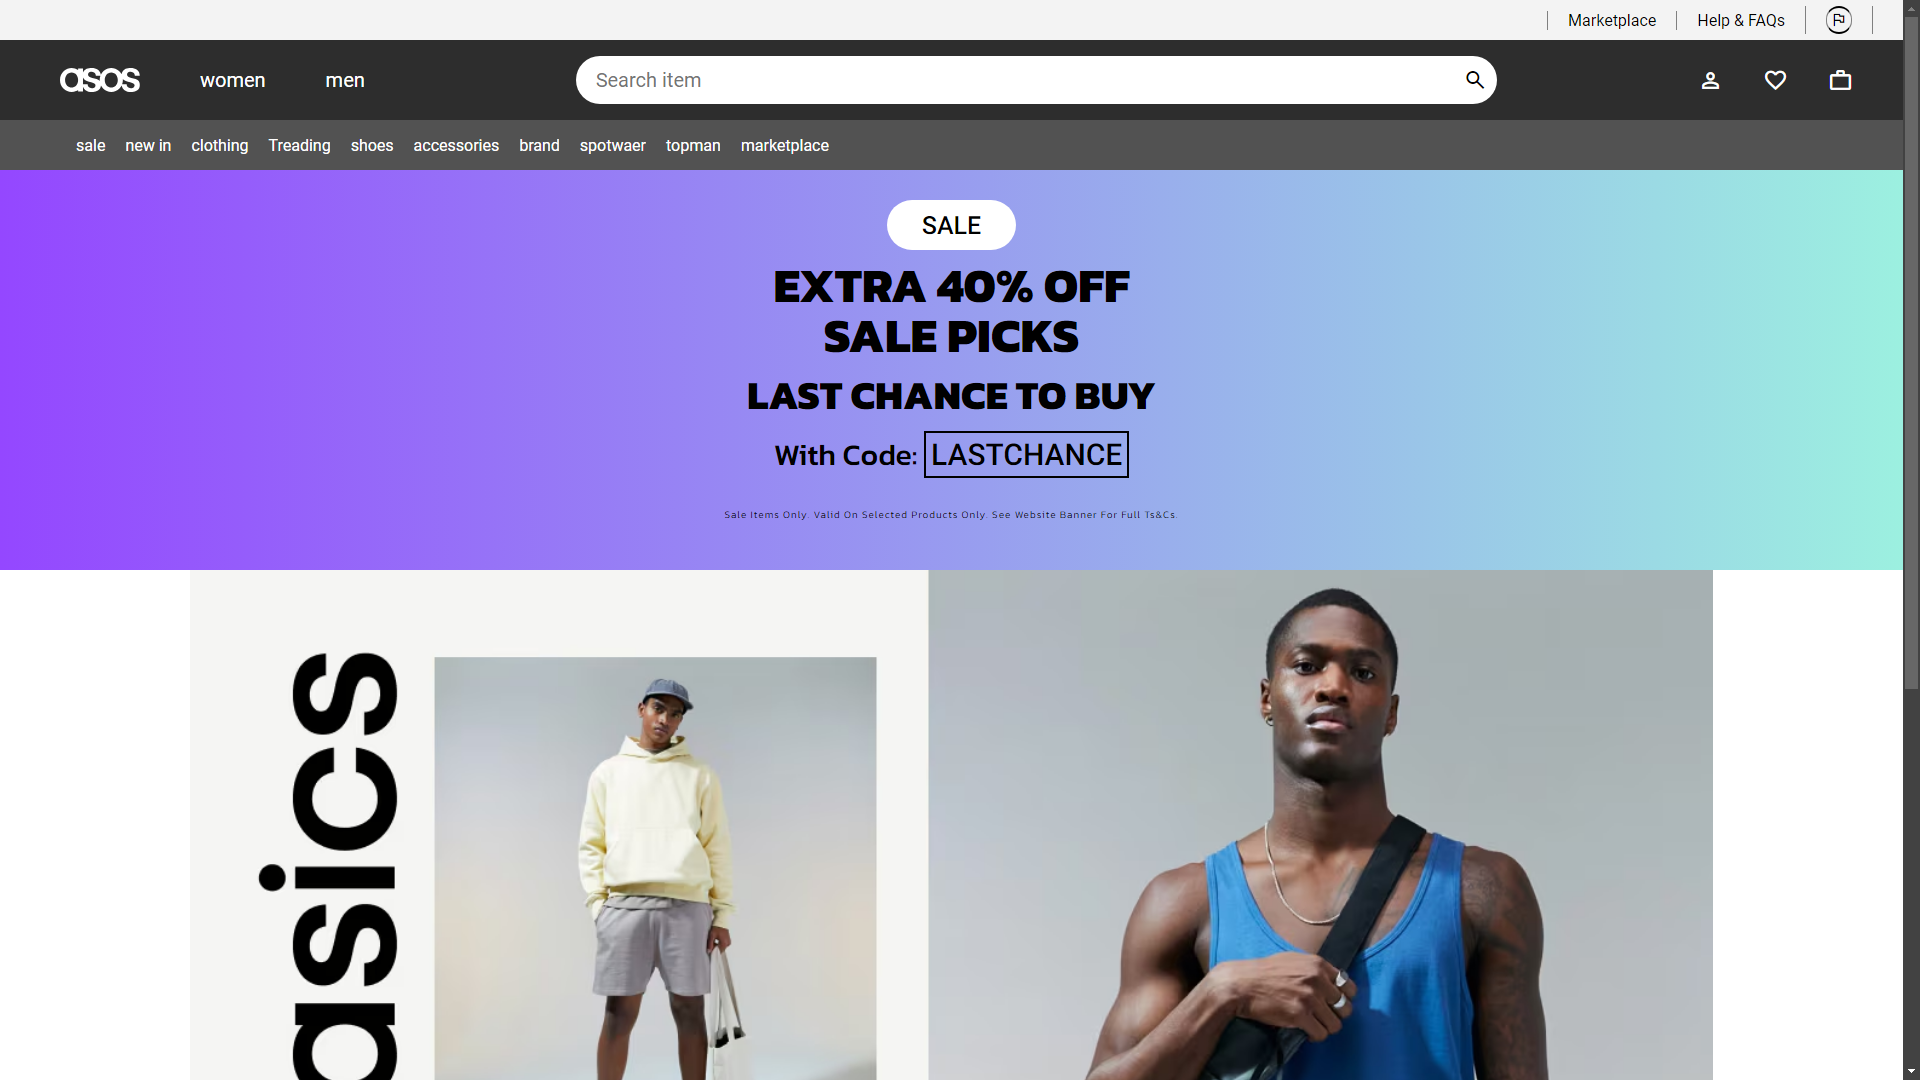 Marketplace
Help & FAQs
asos
women
men
Search item
sale
new in
clothing
Treading
shoes
accessories
brand
spotwaer
topman
marketplace
SALE
EXTRA 40% OFF
SALE PICKS
LAST CHANCE TO BUY
With Code: LASTCHANCE
Sale Items Only. Valid On Selected Products Only. See Website Banner For Full Ts&Cs.
asics